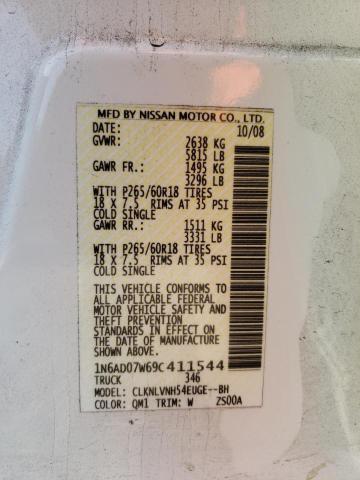 MFD BY NISSAN MOTOR CO., LTD.
DATE: 10/08
GVWR: 2638 KG
5815 LB
GAWR FR.: 1495 KG
3296 LB
WITH P265/60R18 TIRES
18 X 7.5 RIMS AT 35 PSI
COLD SINGLE
GAWR RR.: 1511 KG
3331 LB
WITH P265/60R18 TIRES
18 X 7.5 RIMS AT 35 PSI
COLD SINGLE
THIS VEHICLE CONFORMS TO
ALL APPLICABLE FEDERAL
MOTOR VEHICLE SAFETY AND
THEFT PREVENTION
STANDARDS IN EFFECT ON
THE DATE OF MANUFACTURE
SHOWN ABOVE.
1N6AD07W69C411544
TRUCK 346
MODEL: CLKNLVNH54EUGE--BH
COLOR: QM1 TRIM: W ZS00A